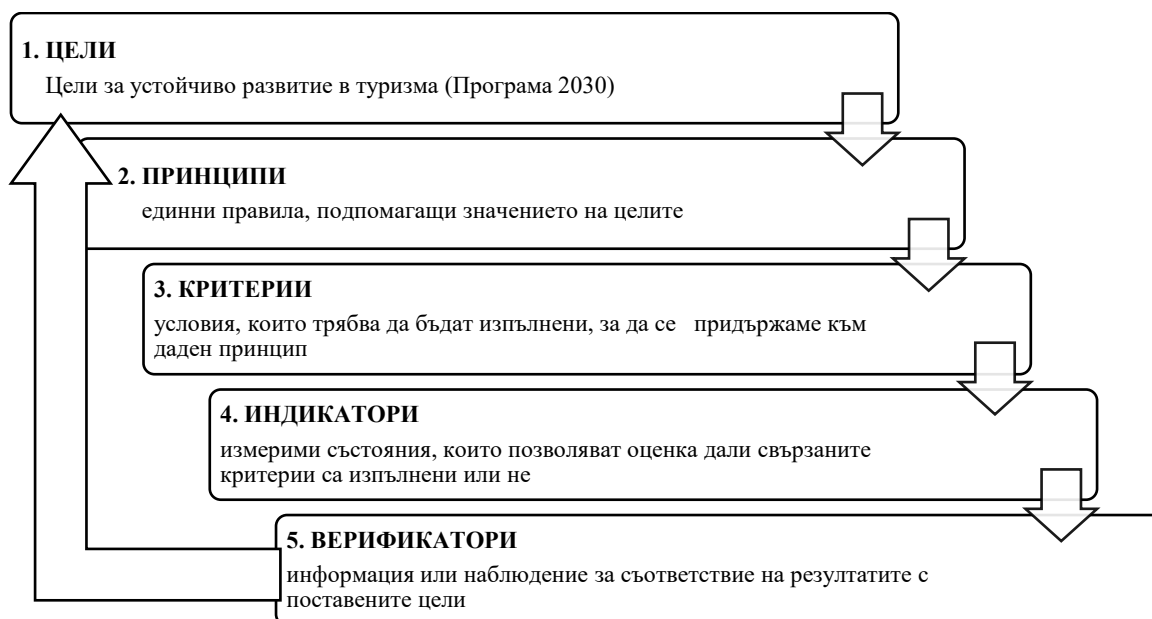 1. ЦЕЛИ
Цели за устойчиво развитие в туризма (Програма 2030)
2. ПРИНЦИПИ
единни правила, подпомагащи значението на целите
3. КРИТЕРИИ
условия, които трябва да бъдат изпълнени, за да се придържаме към
даден принцип
4. ИНДИКАТОРИ
измерими състояния, които позволяват оценка дали свързаните
критерии са изпълнени или не
5. ВЕРИФИКАТОРИ
информация или наблюдение за съответствие на резултатите с
поставените цели